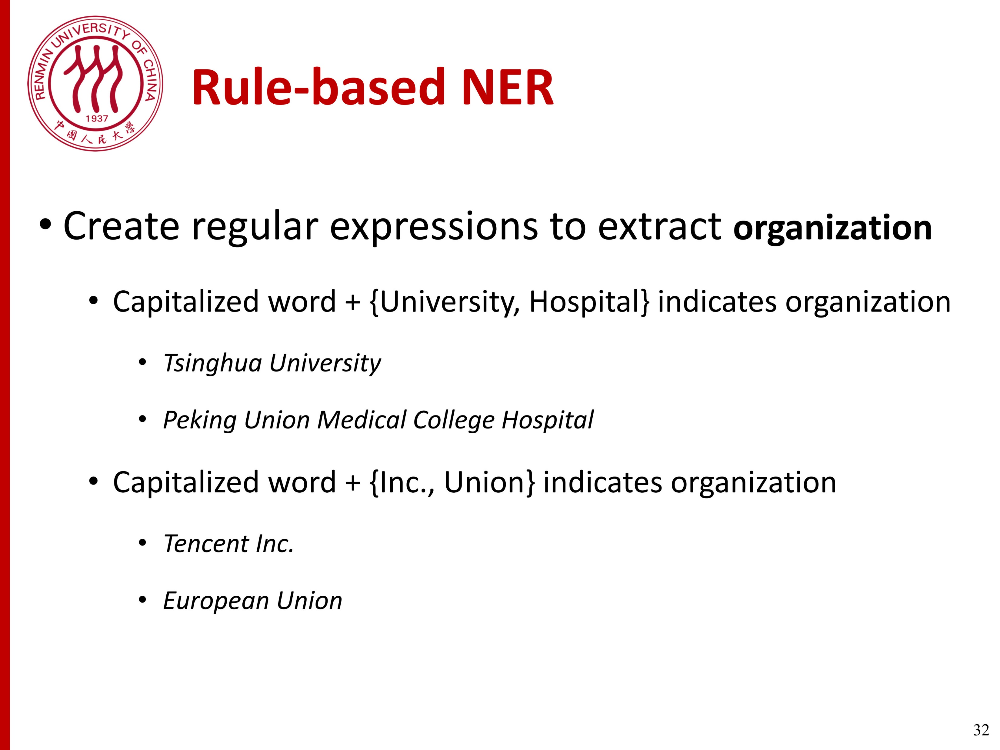 RENMIN UNIVERSITY OF CHINA
1937
中國人民大學
Rule-based NER
• Create regular expressions to extract organization
• Capitalized word + {University, Hospital} indicates organization
• Tsinghua University
• Peking Union Medical College Hospital
• Capitalized word + {Inc., Union} indicates organization
• Tencent Inc.
• European Union
32